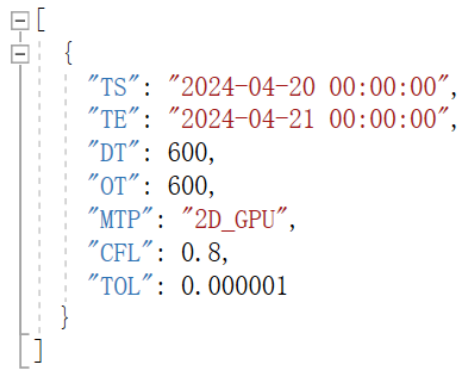 [
{
"TS": "2024-04-20 00:00:00",
"TE": "2024-04-21 00:00:00",
"DT": 600,
"OT": 600,
"MTP": "2D_GPU",
"CFL": 0.8,
"TOL": 0.000001
}
]